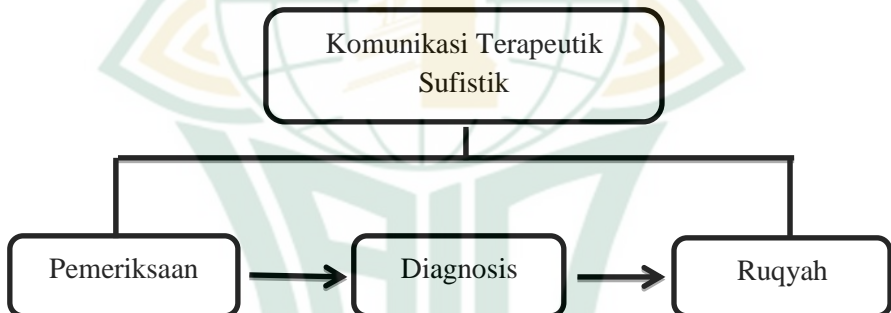 Komunikasi Terapeutik
Sufistik
Pemeriksaan
Diagnosis
Ruqyah